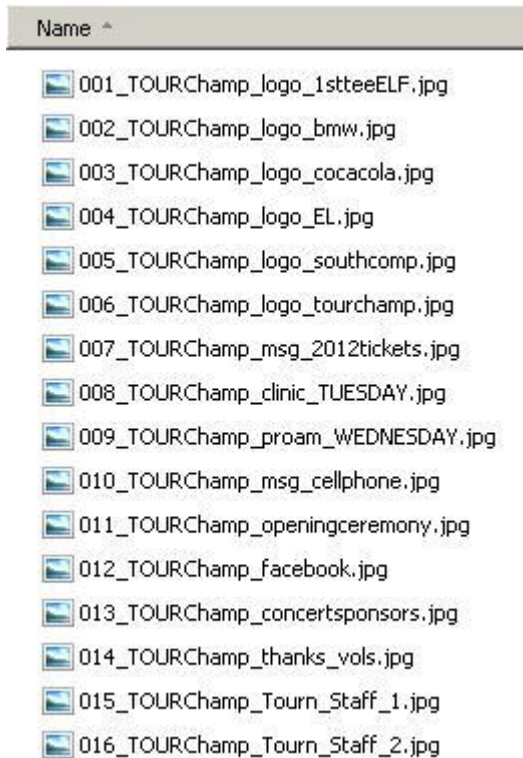 Name
001_TOURChamp_logo_1stteeELF.jpg
002_TOURChamp_logo_bmw.jpg
003_TOURChamp_logo_cocacola.jpg
004_TOURChamp_logo_EL.jpg
005_TOURChamp_logo_southcomp.jpg
006_TOURChamp_logo_tourchamp.jpg
007_TOURChamp_msg_2012tickets.jpg
008_TOURChamp_clinic_TUESDAY.jpg
009_TOURChamp_proam_WEDNESDAY.jpg
010_TOURChamp_msg_cellphone.jpg
011_TOURChamp_openingceremony.jpg
012_TOURChamp_facebook.jpg
013_TOURChamp_concertsponsors.jpg
014_TOURChamp_thanks_vols.jpg
015_TOURChamp_Tourn_Staff_1.jpg
016_TOURChamp_Tourn_Staff_2.jpg